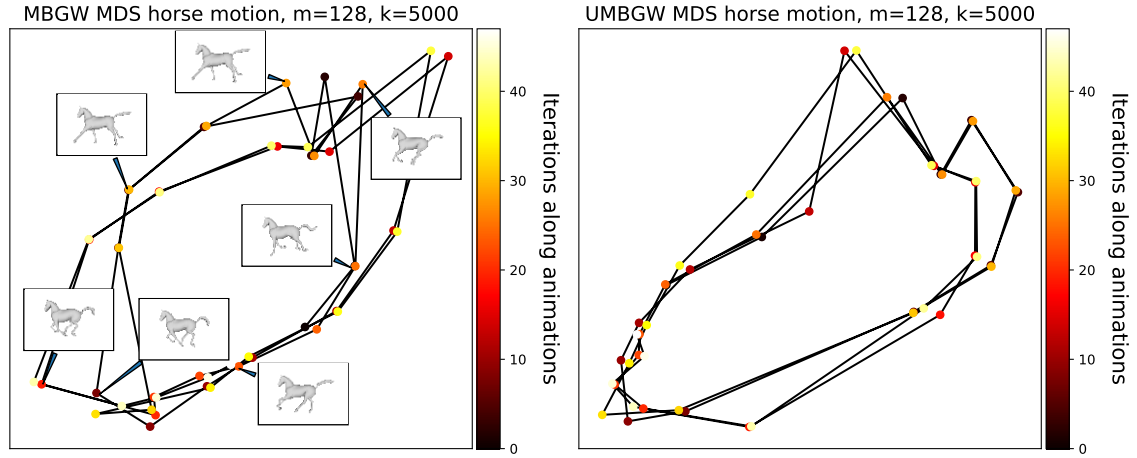 MBGW MDS horse motion, m=128, k=5000
40
30
20
10
0
Iterations along animations
UMBGW MDS horse motion, m=128, k=5000
40
30
20
10
0
Iterations along animations